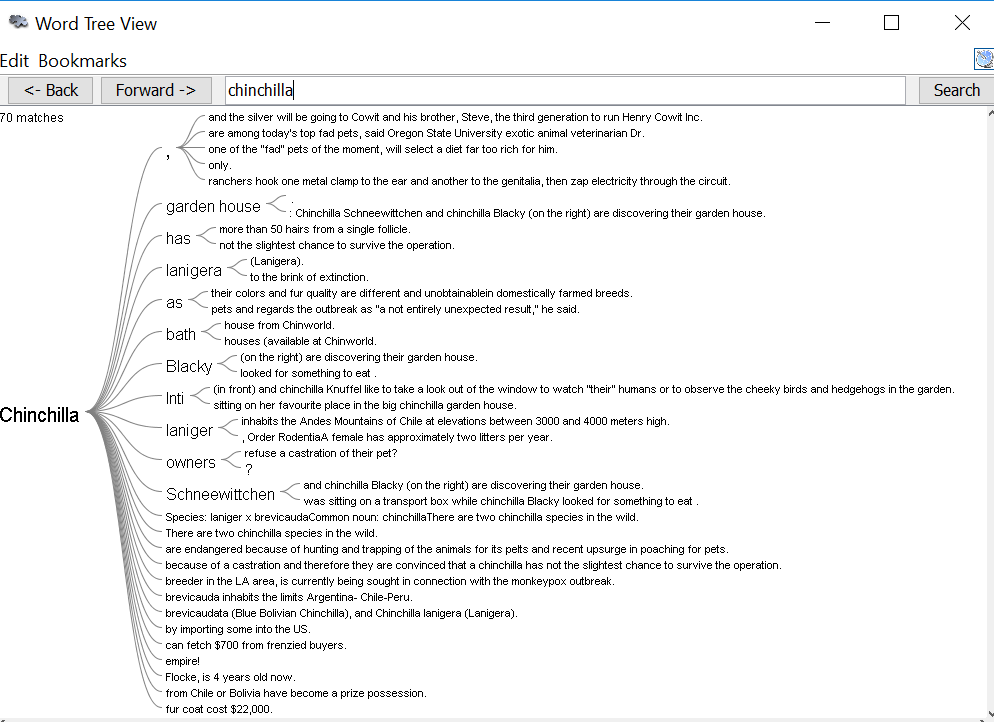 Word Tree View
Edit Bookmarks
<- Back Forward -> chinchilla Search
70 matches
Chinchilla
,
and the silver will be going to Cowit and his brother, Steve, the third generation to run Henry Cowit Inc.
are among today's top fad pets, said Oregon State University exotic animal veterinarian Dr.
one of the "fad" pets of the moment, will select a diet far too rich for him.
only.
ranchers hook one metal clamp to the ear and another to the genitalia, then zap electricity through the circuit.
garden house
.
: Chinchilla Schneewittchen and chinchilla Blacky (on the right) are discovering their garden house.
has
more than 50 hairs from a single follicle.
not the slightest chance to survive the operation.
lanigera
(Lanigera).
to the brink of extinction.
as
their colors and fur quality are different and unobtainablein domestically farmed breeds.
pets and regards the outbreak as "a not entirely unexpected result," he said.
bath
house from Chinworld.
houses (available at Chinworld.
Blacky
(on the right) are discovering their garden house.
looked for something to eat .
Inti
(in front) and chinchilla Knuffel like to take a look out of the window to watch "their" humans or to observe the cheeky birds and hedgehogs in the garden.
sitting on her favourite place in the big chinchilla garden house.
laniger
inhabits the Andes Mountains of Chile at elevations between 3000 and 4000 meters high.
, Order RodentiaA female has approximately two litters per year.
owners
refuse a castration of their pet?
?
Schneewittchen
and chinchilla Blacky (on the right) are discovering their garden house.
was sitting on a transport box while chinchilla Blacky looked for something to eat .
Species: laniger x brevicaudaCommon noun: chinchillaThere are two chinchilla species in the wild.
There are two chinchilla species in the wild.
are endangered because of hunting and trapping of the animals for its pelts and recent upsurge in poaching for pets.
because of a castration and therefore they are convinced that a chinchilla has not the slightest chance to survive the operation.
breeder in the LA area, is currently being sought in connection with the monkeypox outbreak.
brevicauda inhabits the limits Argentina- Chile-Peru.
brevicaudata (Blue Bolivian Chinchilla), and Chinchilla lanigera (Lanigera).
by importing some into the US.
can fetch $700 from frenzied buyers.
empire!
Flocke, is 4 years old now.
from Chile or Bolivia have become a prize possession.
fur coat cost $22,000.